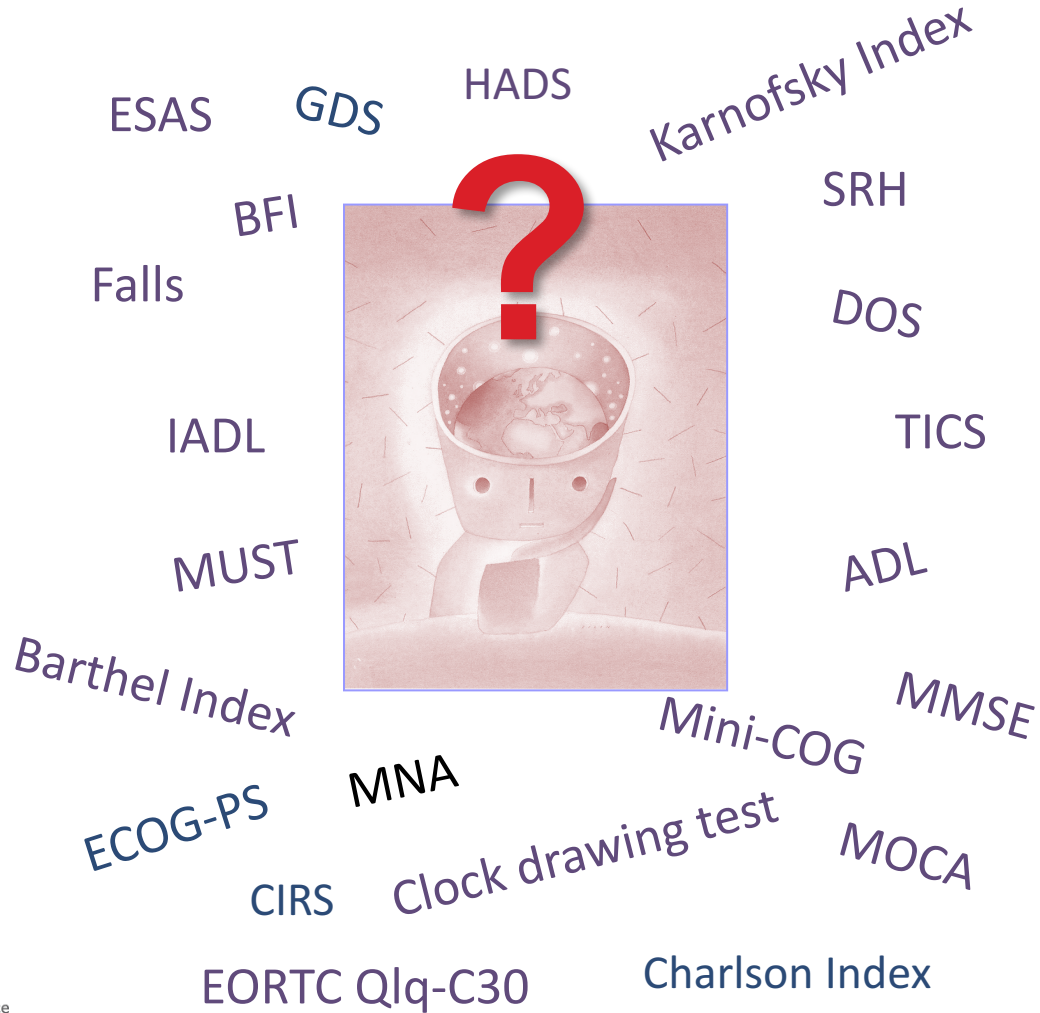 HADS
Karnofsky Index
ESAS
GDS
?
SRH
BFI
Falls
DOS
IADL
TICS
MUST
ADL
Barthel Index
MMSE
Mini-COG
MNA
ECOG-PS
Clock drawing test
MOCA
CIRS
EORTC Qlq-C30
Charlson Index